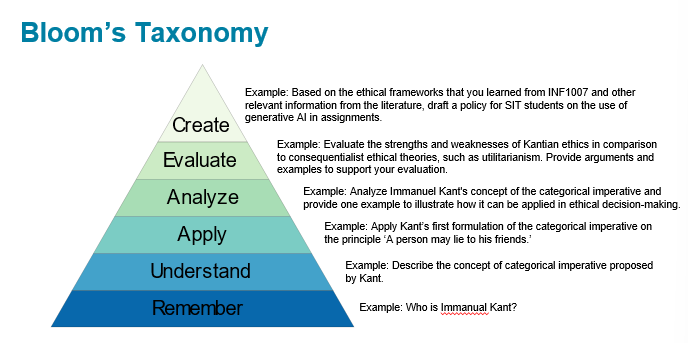 Bloom’s Taxonomy
Example: Based on the ethical frameworks that you learned from INF1007 and other
relevant information from the literature, draft a policy for SIT students on the use of
generative AI in assignments.
Create
Example: Evaluate the strengths and weaknesses of Kantian ethics in comparison
to consequentialist ethical theories, such as utilitarianism. Provide arguments and
examples to support your evaluation.
Evaluate
Example: Analyze Immanuel Kant's concept of the categorical imperative and
provide one example to illustrate how it can be applied in ethical decision-making.
Analyze
Example: Apply Kant’s first formulation of the categorical imperative on
the principle ‘A person may lie to his friends.’
Apply
Example: Describe the concept of categorical imperative proposed
by Kant.
Understand
Example: Who is Immanual Kant?
Remember